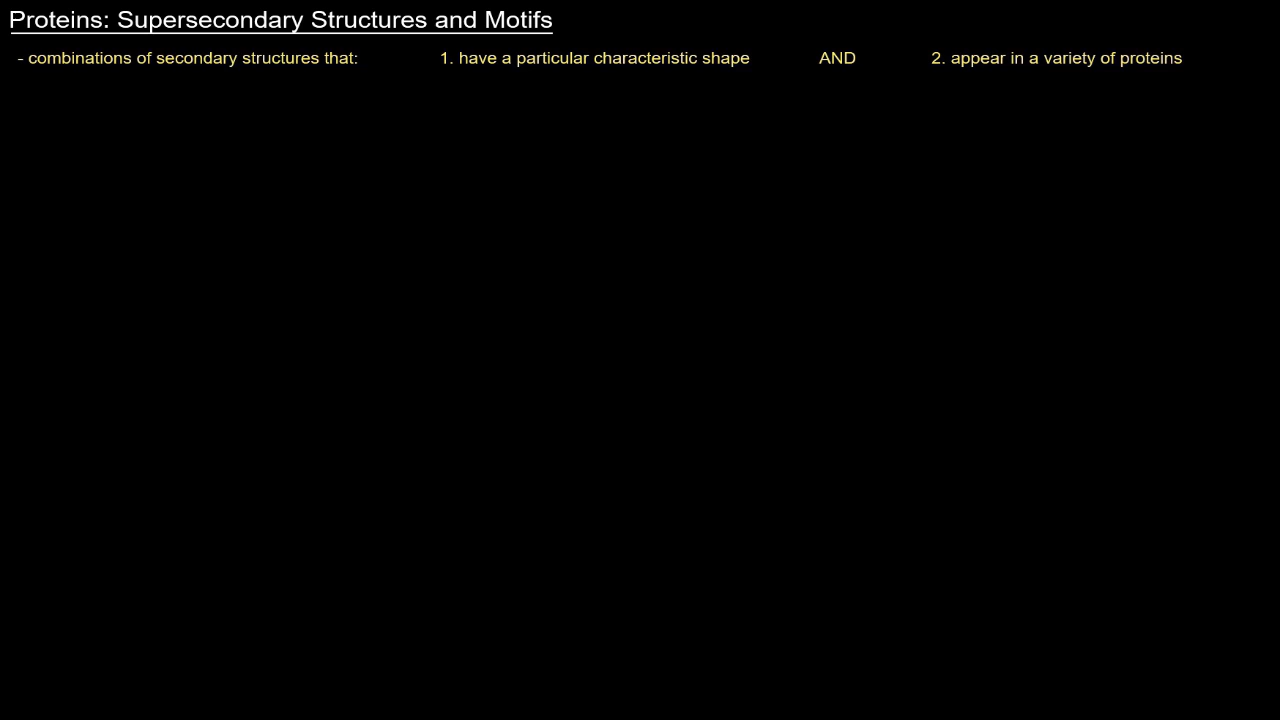 Proteins: Supersecondary Structures and Motifs
- combinations of secondary structures that: 1. have a particular characteristic shape AND 2. appear in a variety of proteins